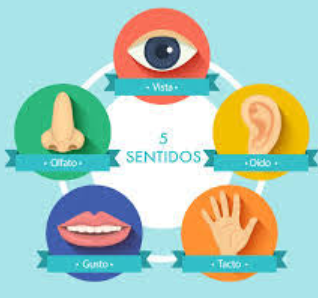 • Vista •
5
SENTIDOS
• Olfato •
• Oído •
• Gusto •
• Tacto •